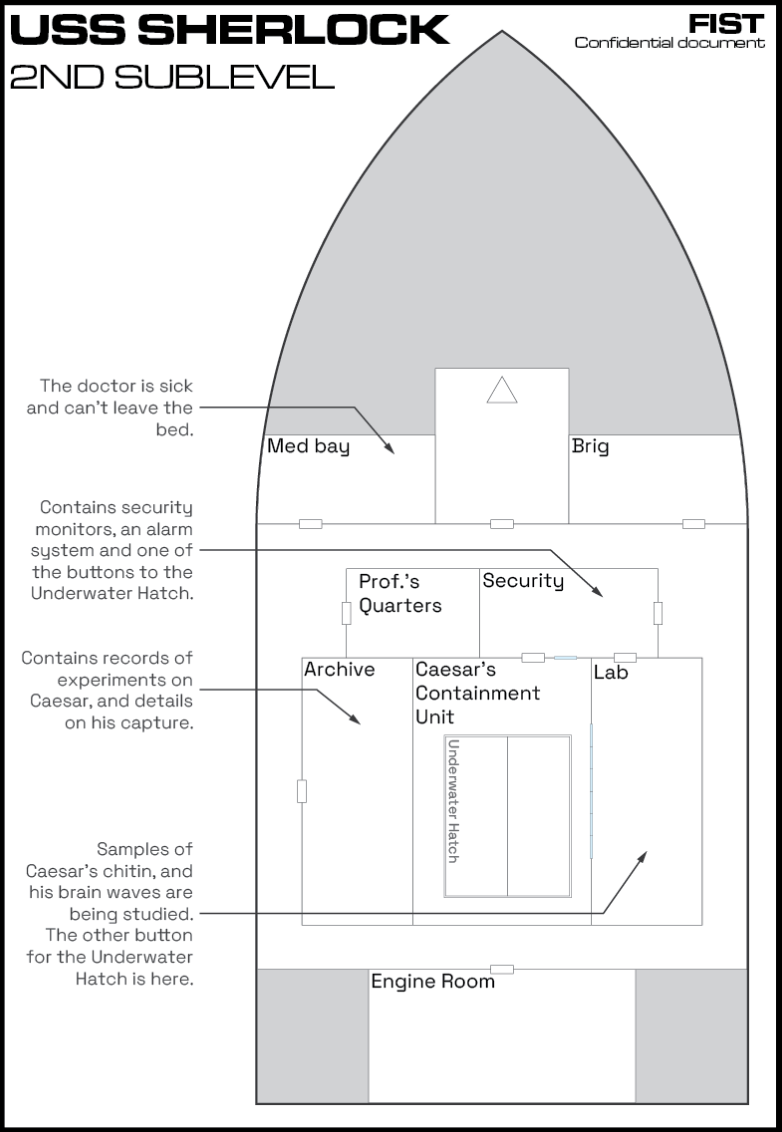 USS SHERLOCK
2ND SUBLEVEL
FIST
Confidential document
The doctor is sick
and can't leave the
bed.
Med bay
Brig
Contains security
monitors, an alarm
system and one of
the buttons to the
Underwater Hatch.
Prof.'s
Quarters
Security
Contains records of
experiments on
Caesar, and details
on his capture.
Archive
Caesar's
Containment
Unit
Lab
Underwater Hatch
Samples of
Caesar's chitin, and
his brain waves are
being studied.
The other button
for the Underwater
Hatch is here.
Engine Room